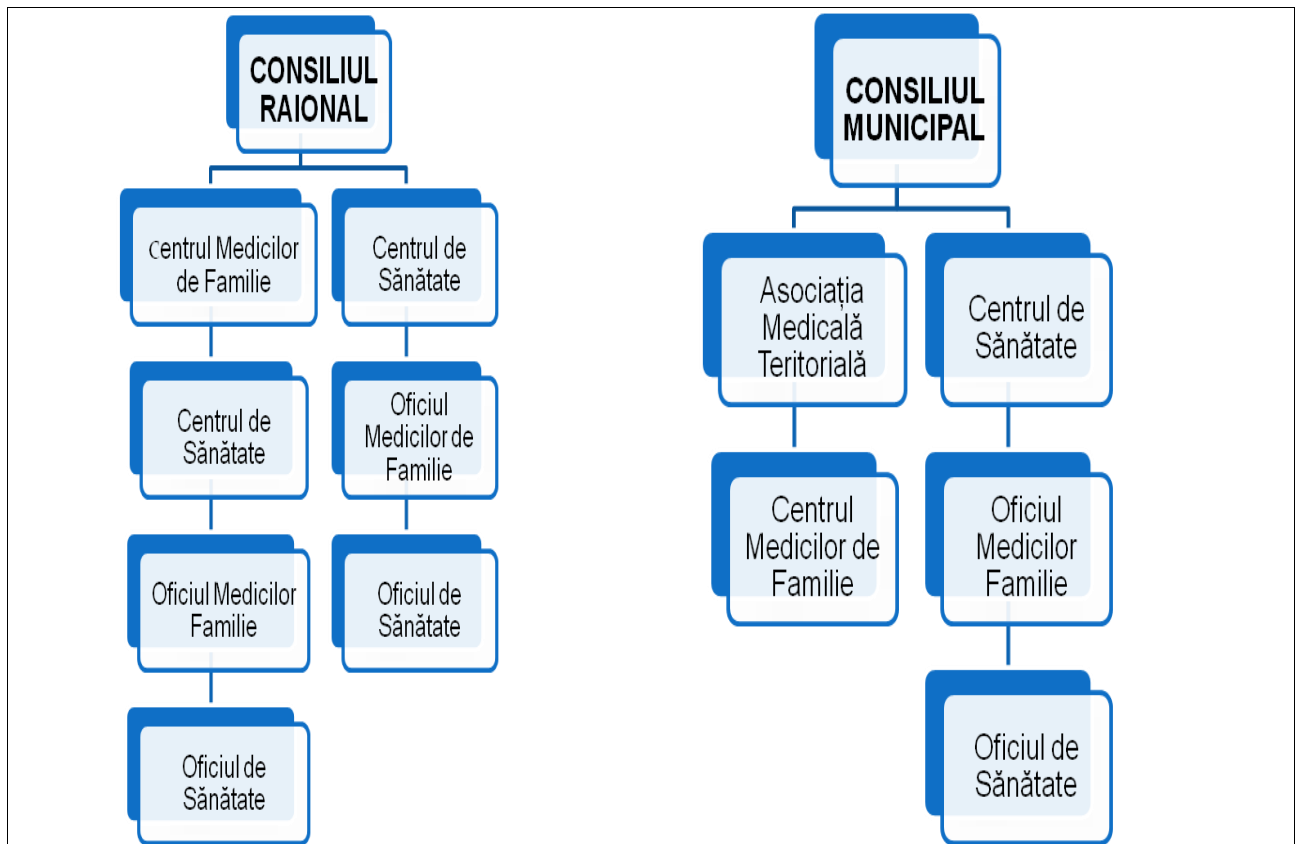 CONSILIUL
RAIONAL
Centrul Medicilor
de Familie
Centrul de
Sănătate
Oficiul Medicilor
Familie
Oficiul de
Sănătate
Centrul de
Sănătate
Oficiul
Medicilor de
Familie
Oficiul de
Sănătate
CONSILIUL
MUNICIPAL
Asociația
Medicală
Teritorială
Centrul
Medicilor de
Familie
Centrul de
Sănătate
Oficiul
Medicilor
Familie
Oficiul de
Sănătate